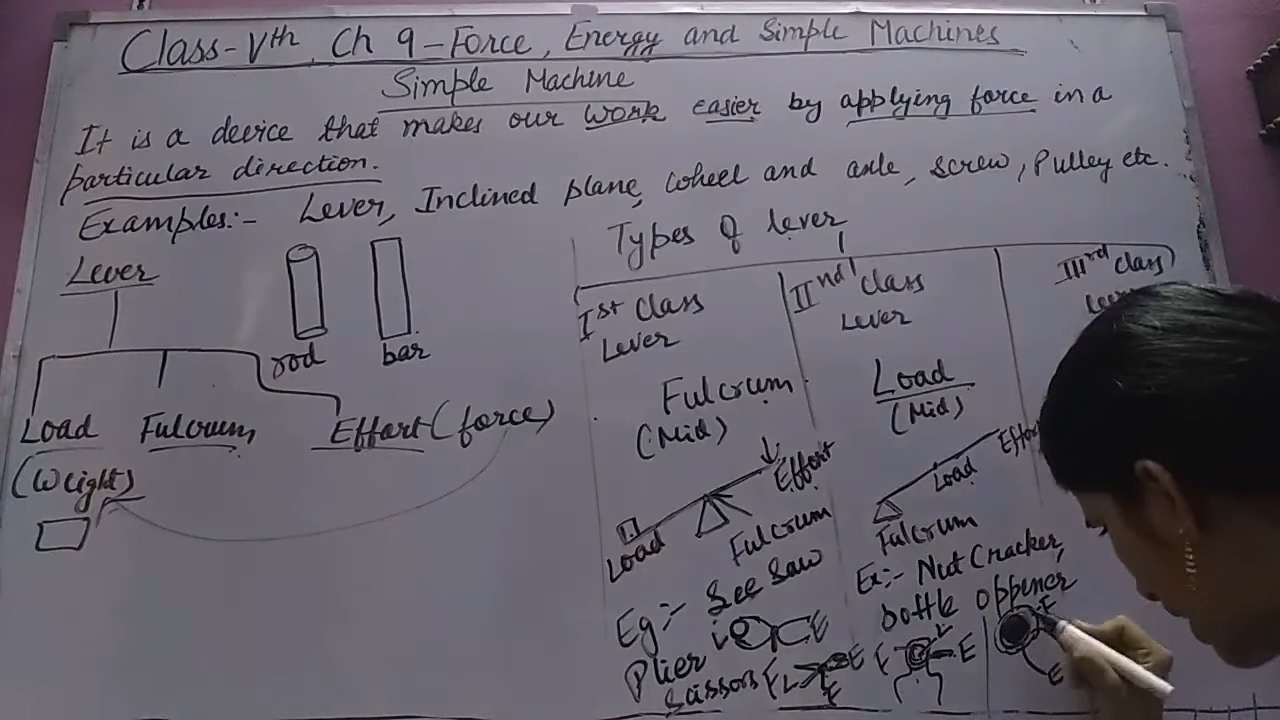 Class-Vth, Ch 9-Force, Energy and Simple Machines
Simple Machine
It is a device that makes our work easier by applying force in a
particular direction.
Examples:- Lever, Inclined plane, wheel and axle, screw, Pulley etc.
Lever
rod
bar
Load
(Weight)
Fulcrum,
Effort (force)
Types of lever
Ist Class
Lever
Fulcrum
(Mid)
Effort
Load
Fulcrum
Eg:- See Saw
Plier
L
E
Scissors
F
L
E
E
IInd Class
Lever
Load
(Mid)
Effort
Load
Fulcrum
Ex:- Nut Cracker,
bottle oppener
F
L
E
F
E
IIIrd Class